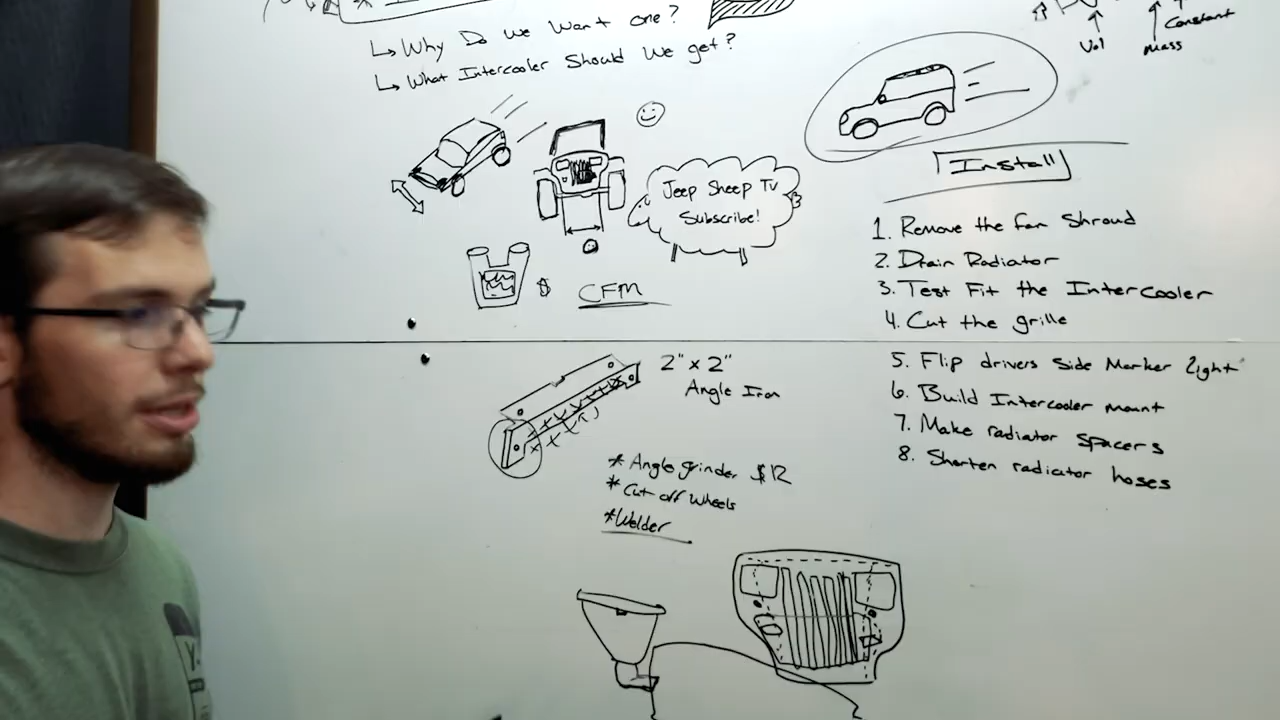 ↳ Why Do We Want one?
↳ What Intercooler Should We get?
Vol
Mass
Constant
Jeep Sheep TV
Subscribe!
$
CFM
Install
1. Remove the fan Shroud
2. Drain Radiator
3. Test Fit the Intercooler
4. Cut the grille
5. Flip drivers Side Marker light
6. Build Intercooler mount
7. Make radiator spacers
8. Shorten radiator hoses
2" x 2"
Angle Iron
* Angle grinder $12
* Cut off Wheels
* Welder